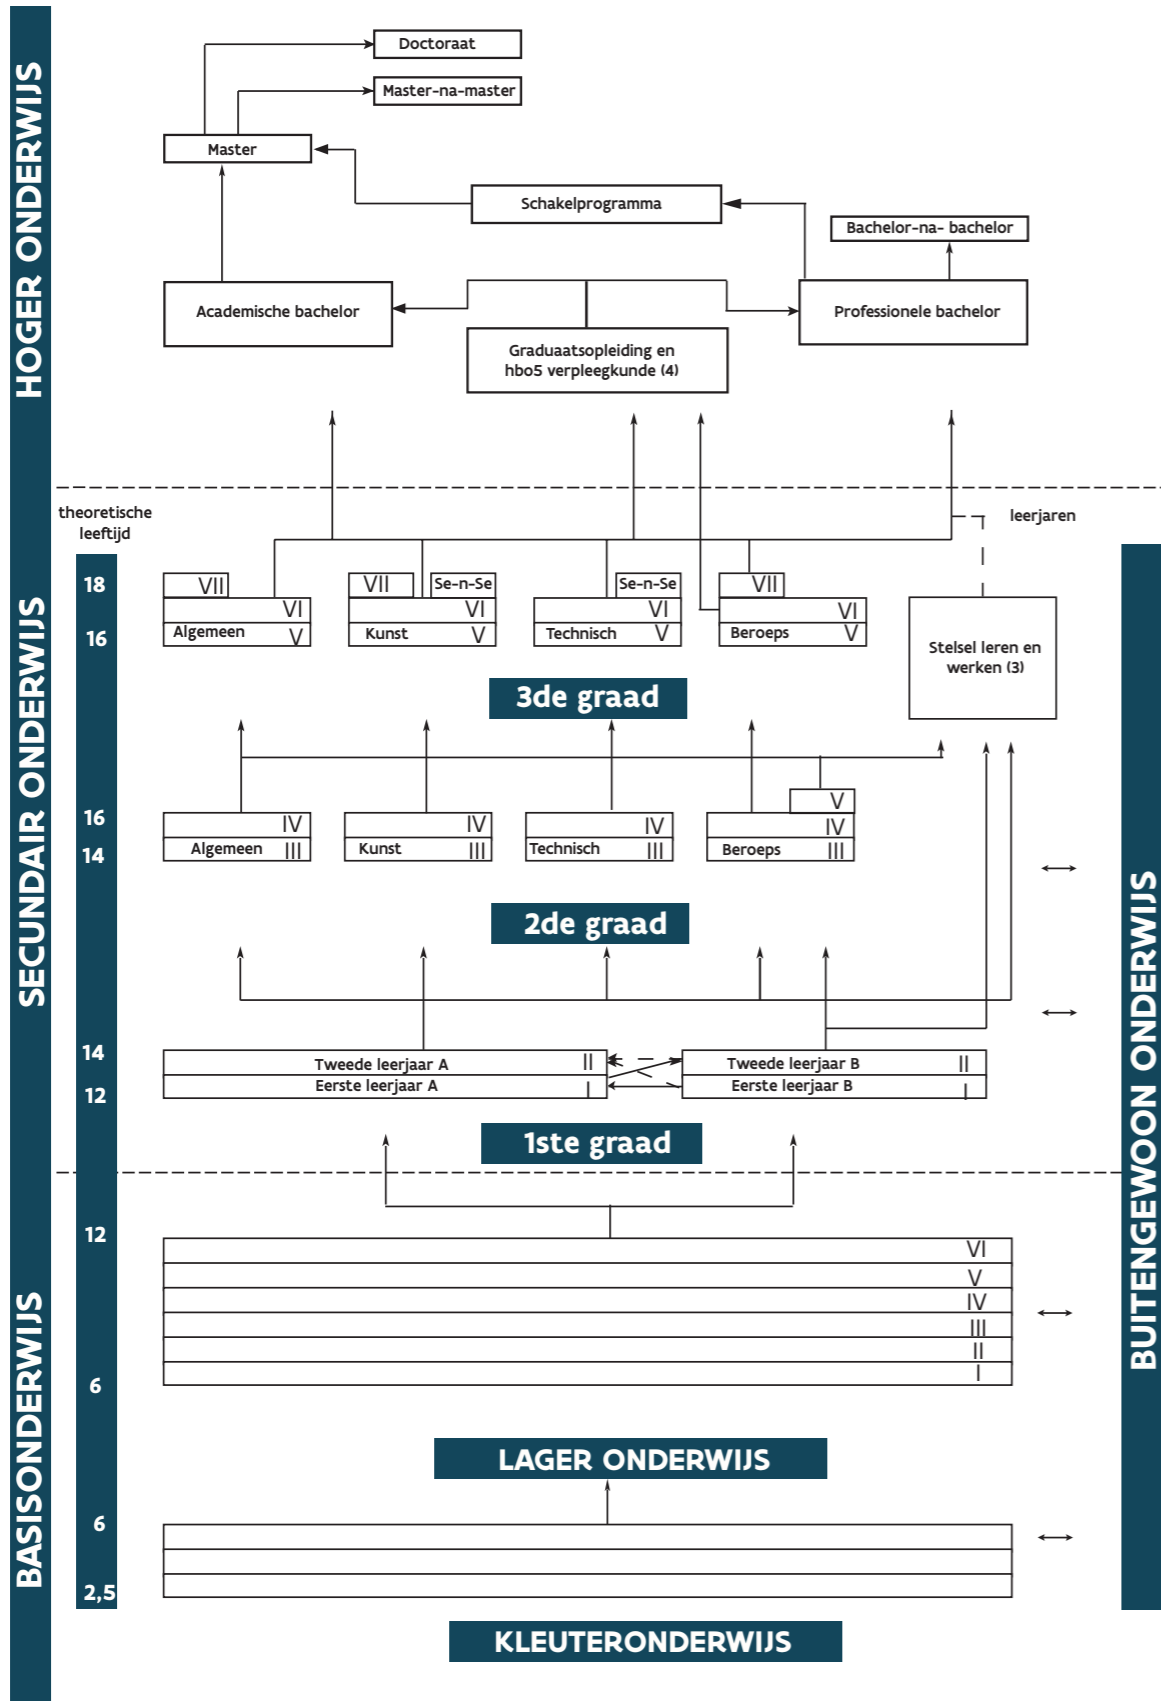 HOGER ONDERWIJS
Doctoraat
Master-na-master
Master
Schakelprogramma
Bachelor-na- bachelor
Academische bachelor
Professionele bachelor
Graduaatsopleiding en
hbo5 verpleegkunde (4)
SECUNDAIR ONDERWIJS
theoretische
leeftijd
leerjaren
BUITENGEWOON ONDERWIJS
18
VII
VII
Se-n-Se
Se-n-Se
VII
VI
VI
VI
VI
16
Algemeen V
Kunst V
Technisch V
Beroeps V
Stelsel leren en
werken (3)
3de graad
V
16
IV
IV
IV
IV
14
Algemeen III
Kunst III
Technisch III
Beroeps III
2de graad
14
Tweede leerjaar A II
Tweede leerjaar B II
12
Eerste leerjaar A I
Eerste leerjaar B I
1ste graad
BASISONDERWIJS
12
VI
V
IV
III
II
I
6
LAGER ONDERWIJS
6
2,5
KLEUTERONDERWIJS